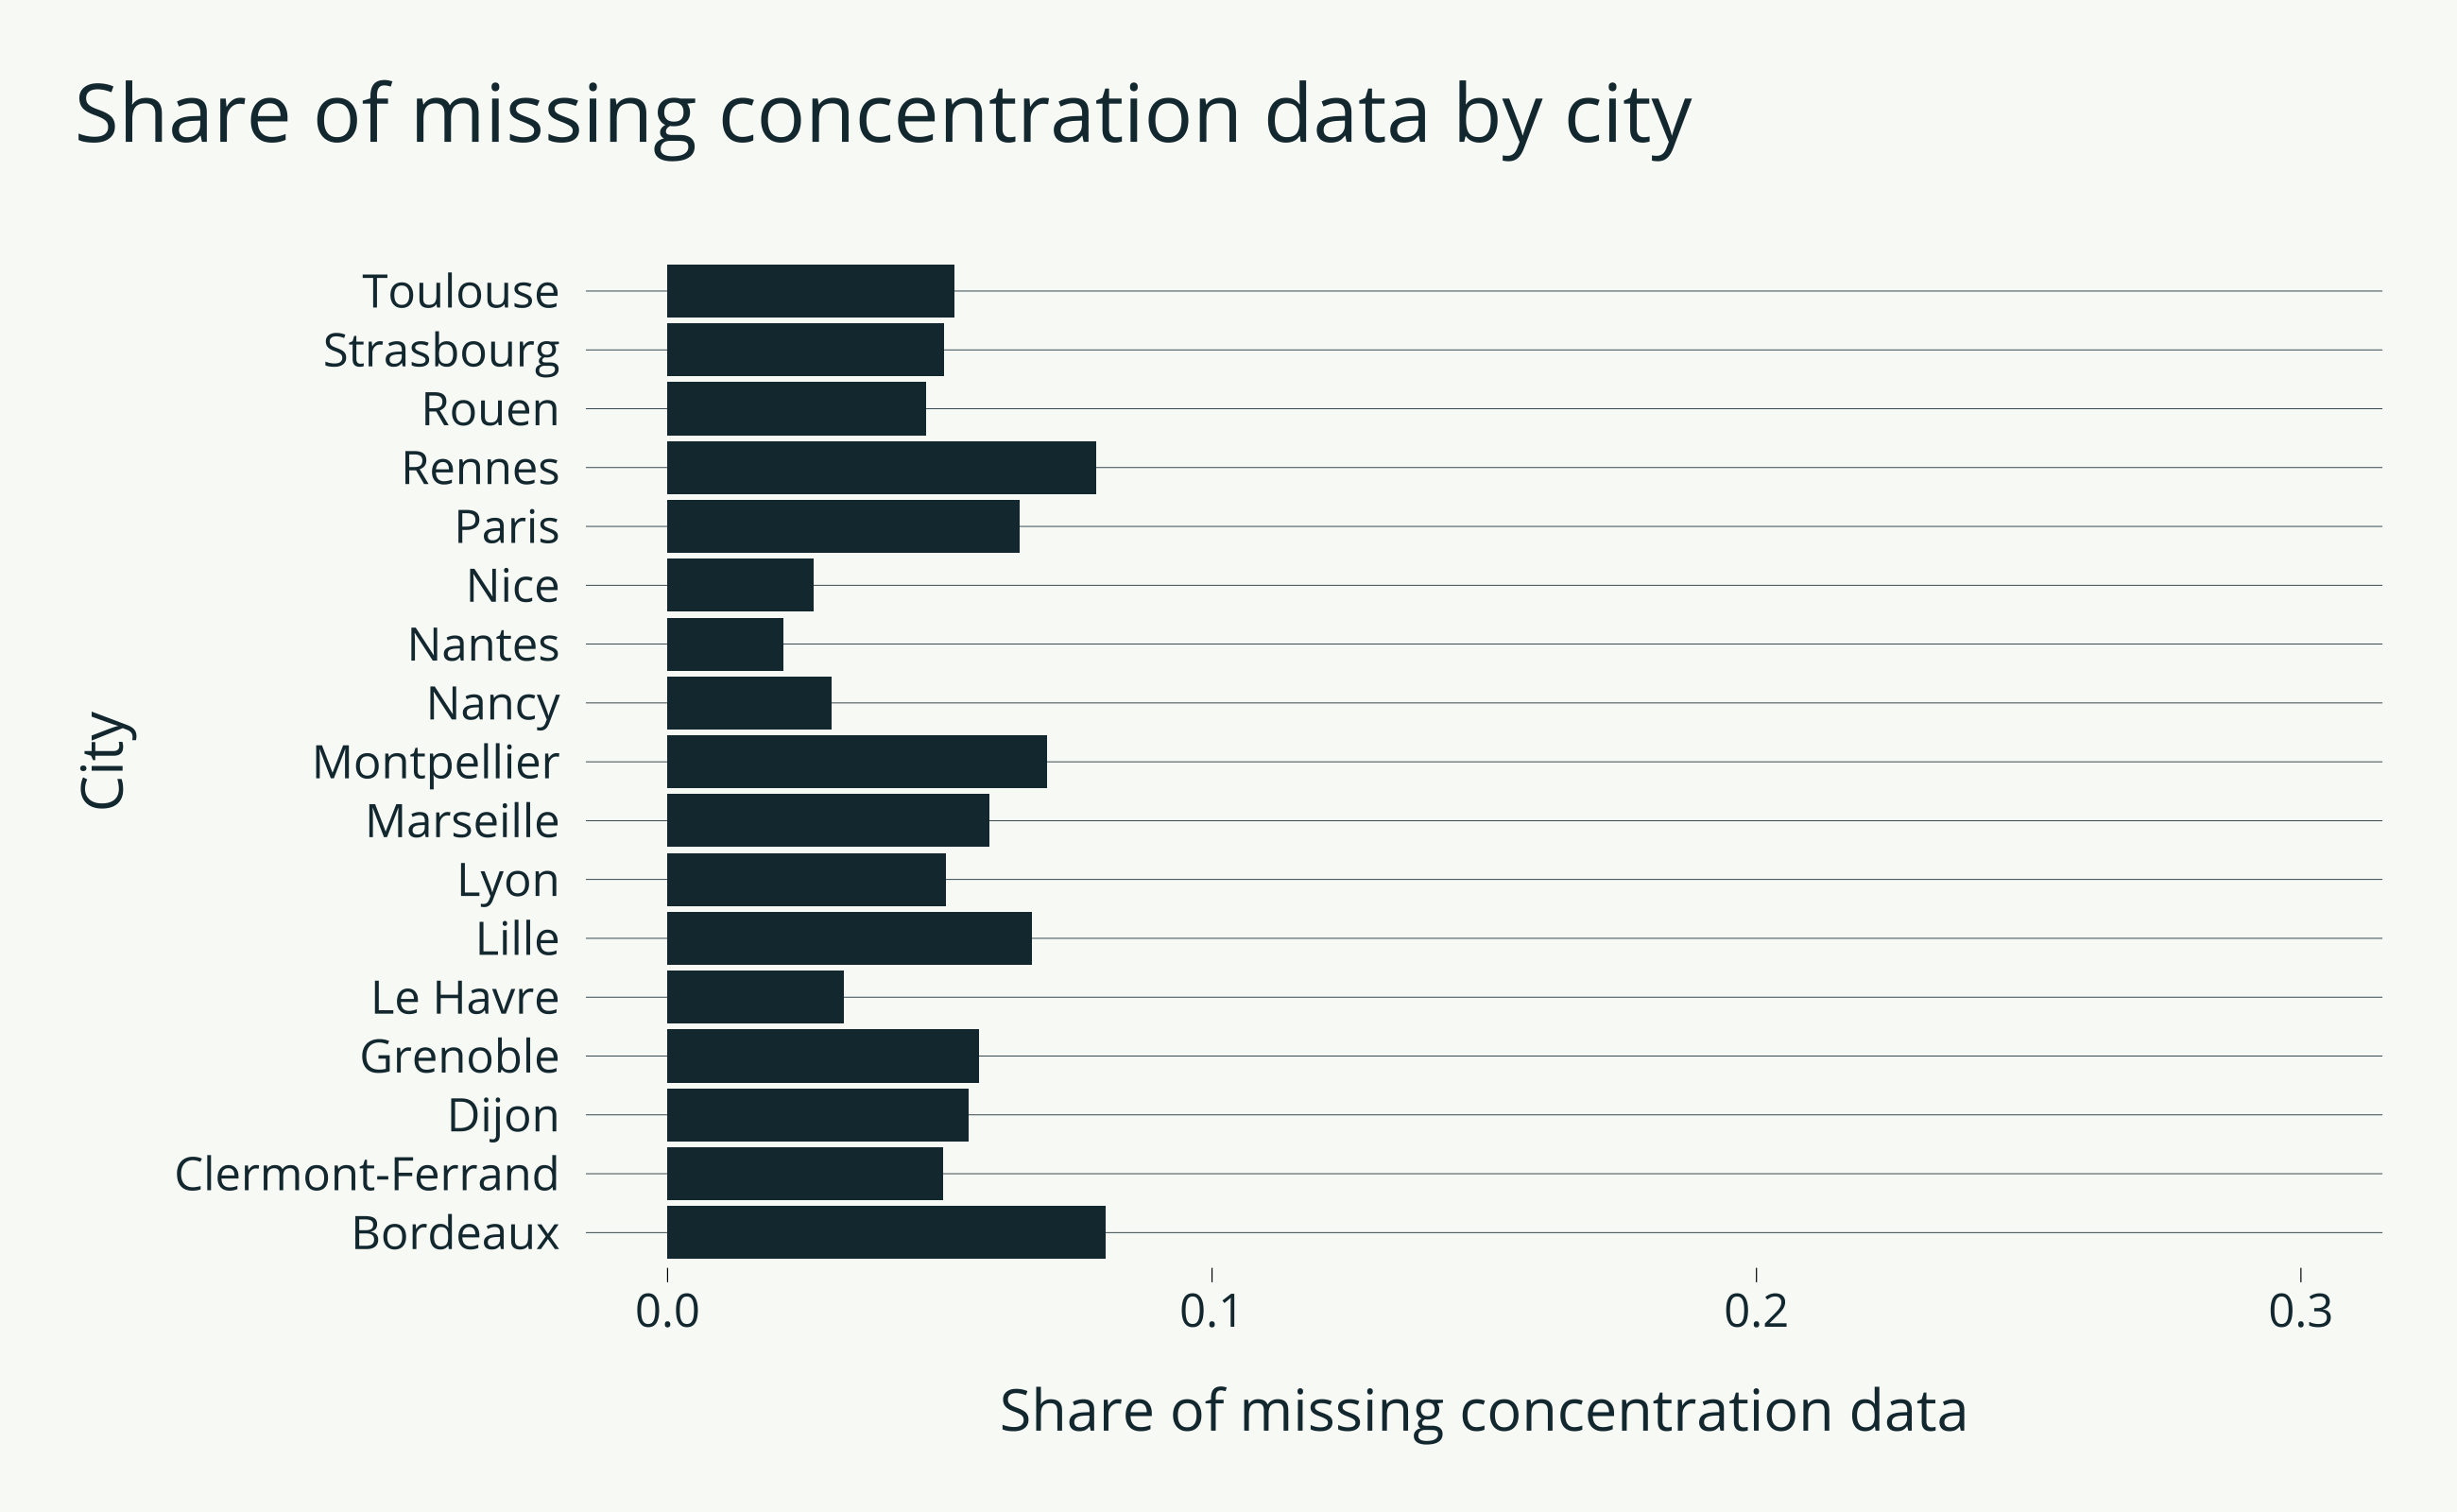 Share of missing concentration data by city
Toulouse
Strasbourg
Rouen
Rennes
Paris
Nice
Nantes
Nancy
Montpellier
Marseille
Lyon
Lille
Le Havre
Grenoble
Dijon
Clermont-Ferrand
Bordeaux
City
0.0 0.1 0.2 0.3
Share of missing concentration data